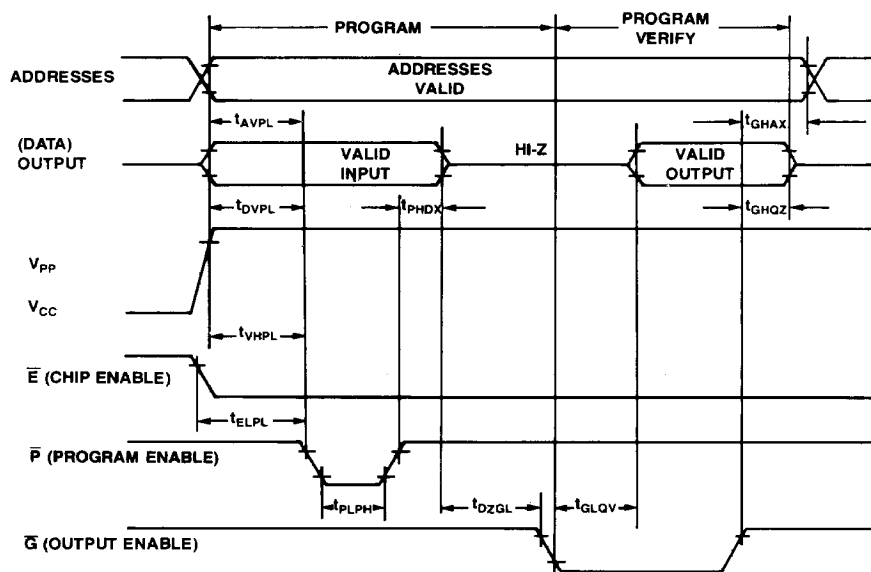 PROGRAM
PROGRAM
VERIFY
ADDRESSES
ADDRESSES
VALID
tAVPL
tGHAX
(DATA)
OUTPUT
VALID
INPUT
HI-Z
VALID
OUTPUT
tDVPL
tPHDX
tGHQZ
VPP
VCC
tVHPL
E̅ (CHIP ENABLE)
tELPL
P̅ (PROGRAM ENABLE)
tPLPH
tDZGL
tGLQV
G̅ (OUTPUT ENABLE)